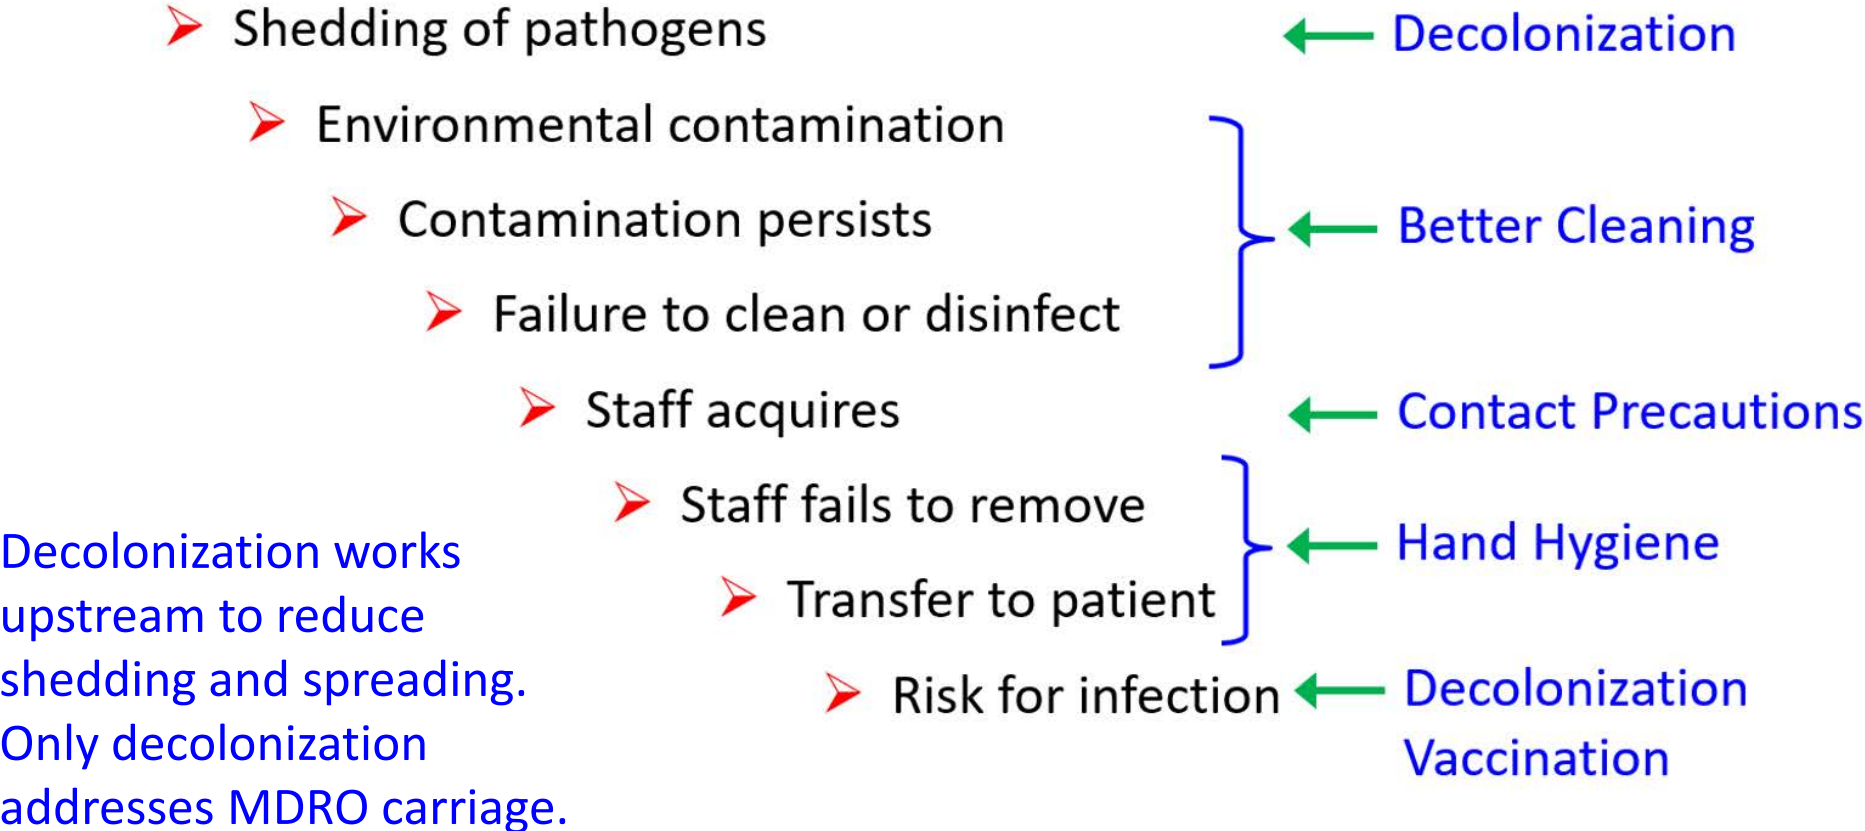 Shedding of pathogens
Decolonization
Environmental contamination
Contamination persists
Better Cleaning
Failure to clean or disinfect
Staff acquires
Contact Precautions
Staff fails to remove
Hand Hygiene
Transfer to patient
Risk for infection
Decolonization
Vaccination
Decolonization works
upstream to reduce
shedding and spreading.
Only decolonization
addresses MDRO carriage.